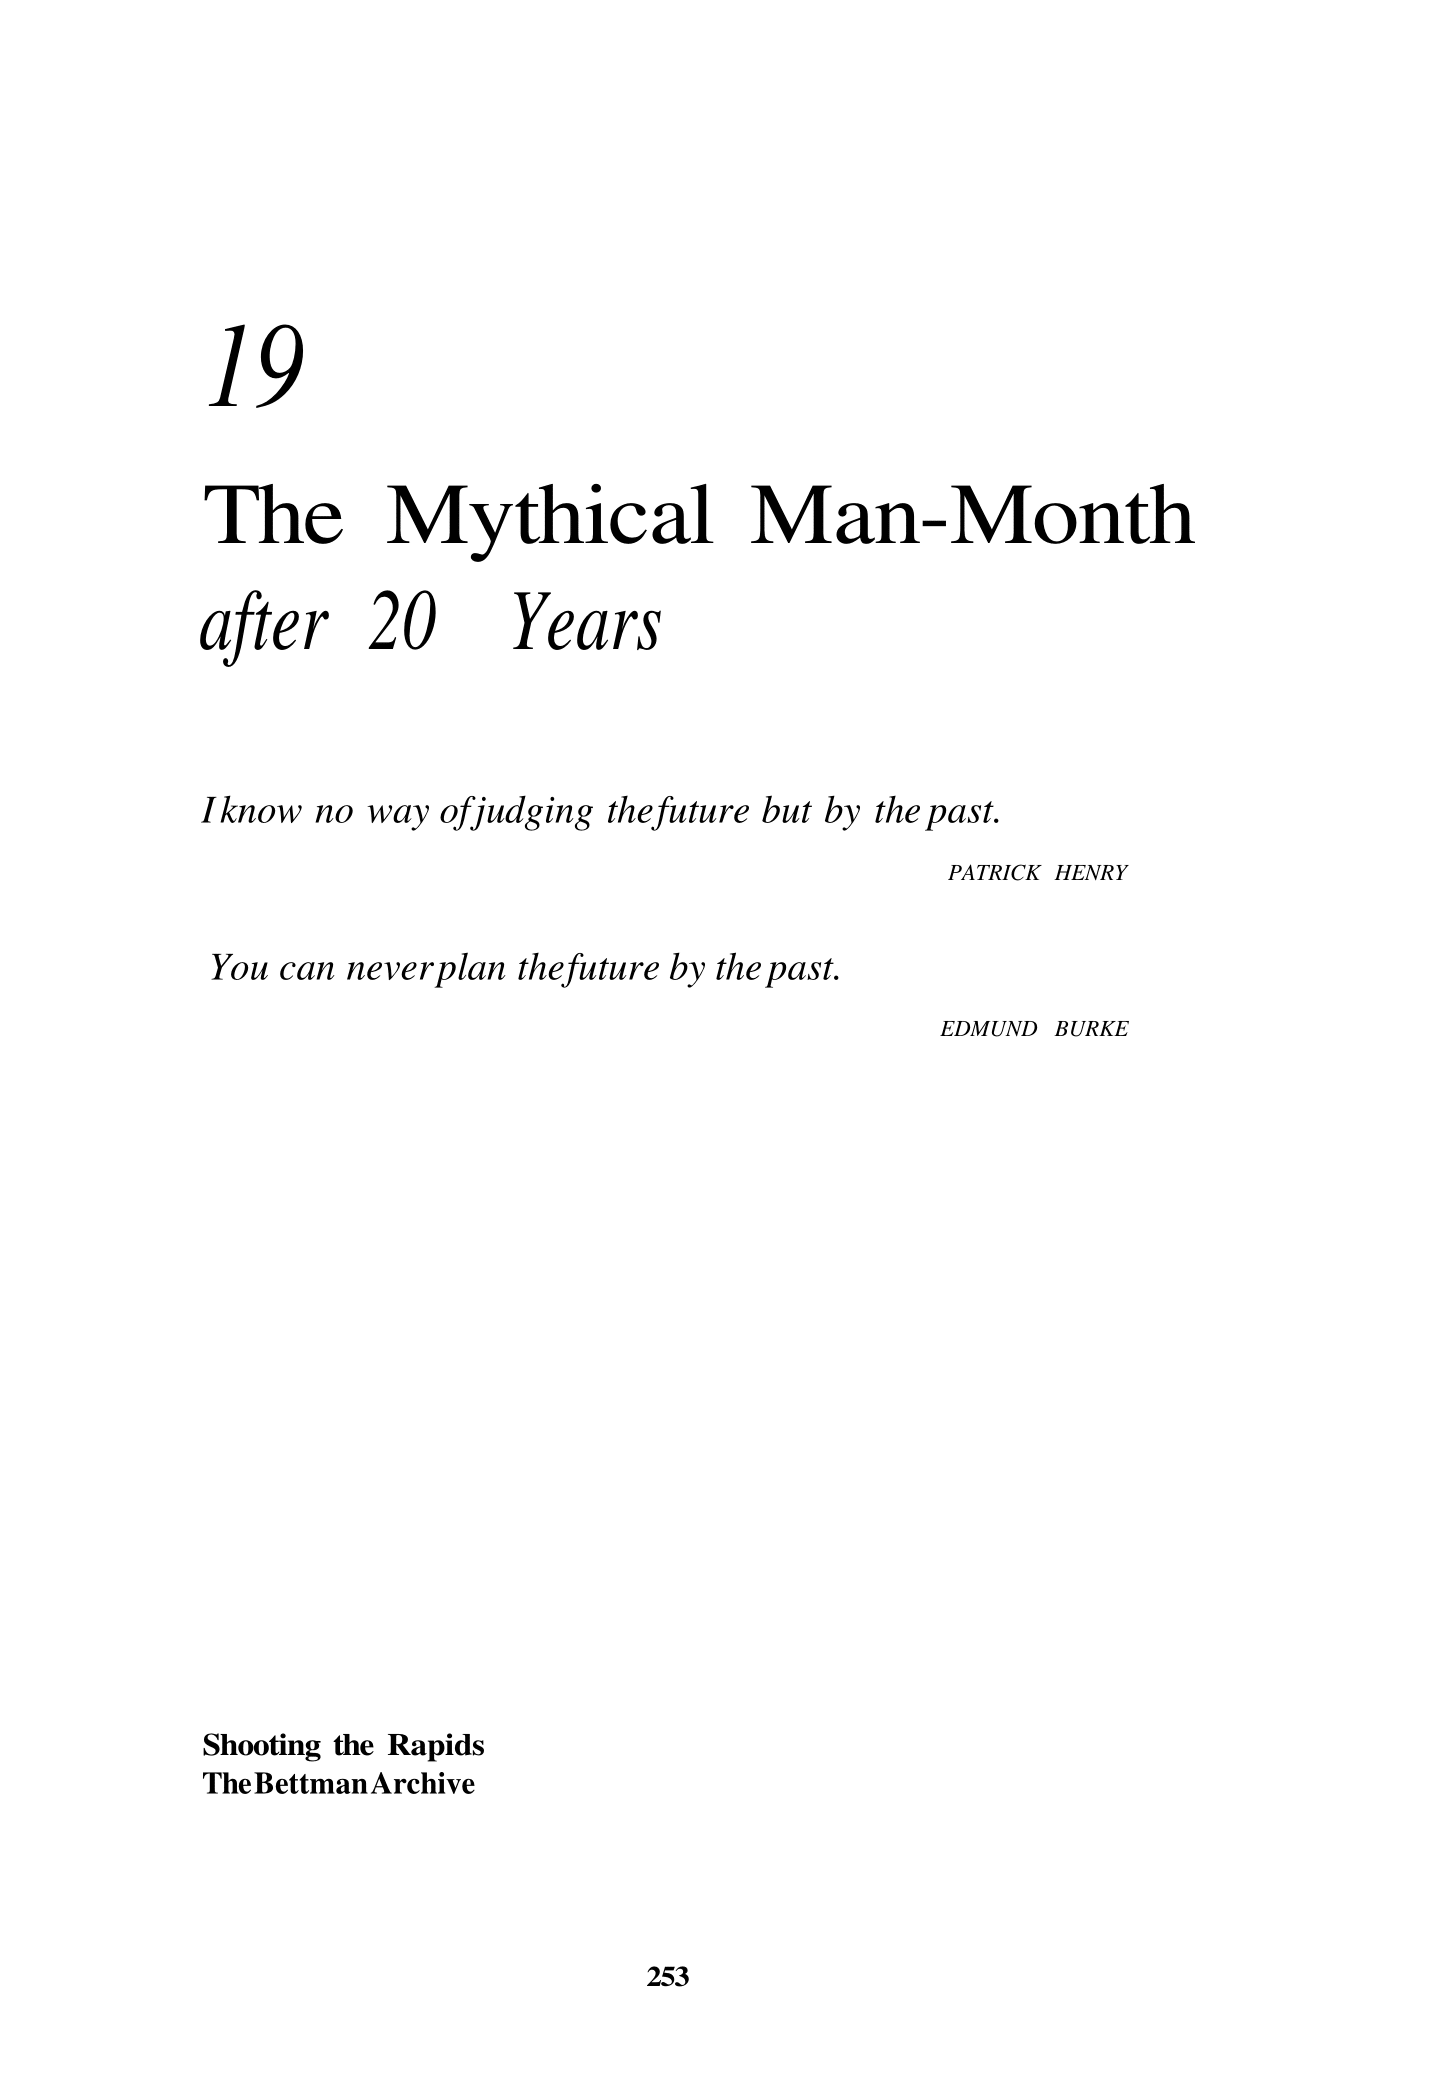 19
The Mythical Man-Month
after 20 Years
I know no way of judging the future but by the past.
PATRICK HENRY
You can never plan the future by the past.
EDMUND BURKE
Shooting the Rapids
The Bettman Archive
253